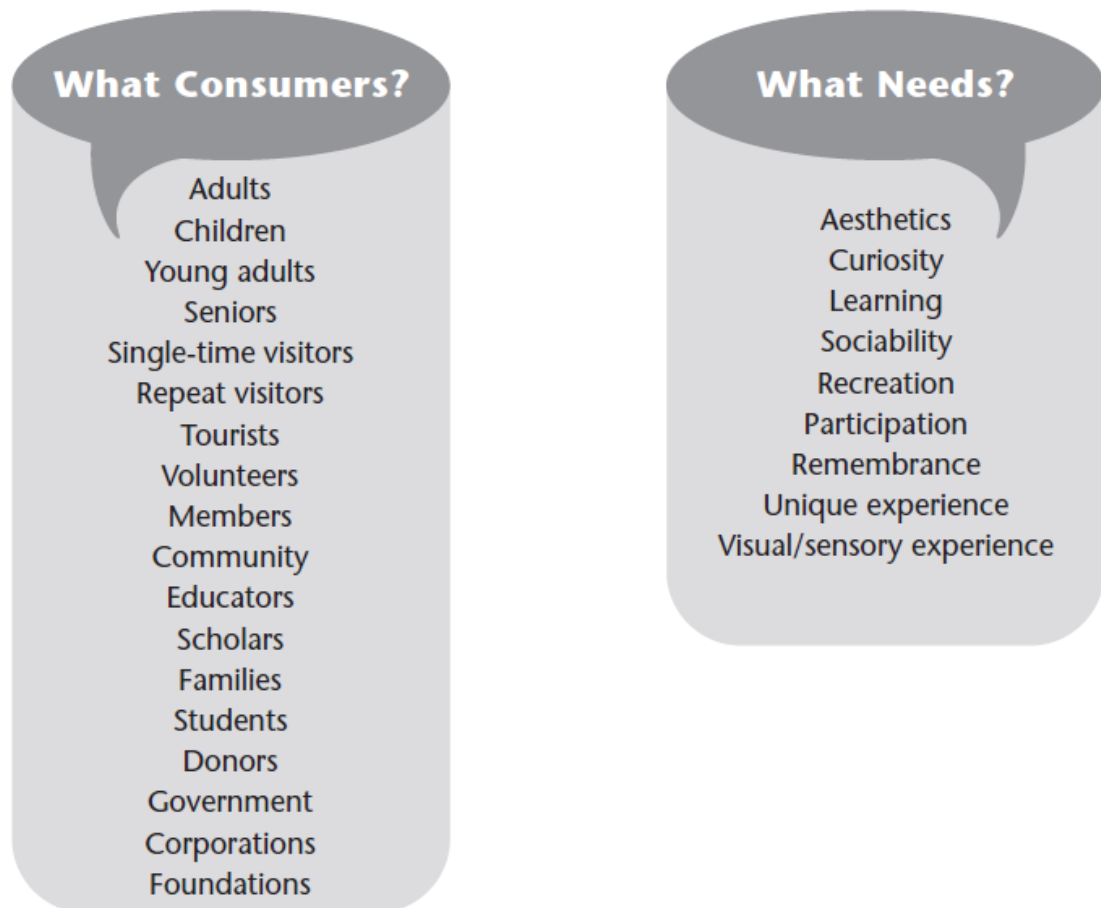 What Consumers?
Adults
Children
Young adults
Seniors
Single-time visitors
Repeat visitors
Tourists
Volunteers
Members
Community
Educators
Scholars
Families
Students
Donors
Government
Corporations
Foundations
What Needs?
Aesthetics
Curiosity
Learning
Sociability
Recreation
Participation
Remembrance
Unique experience
Visual/sensory experience